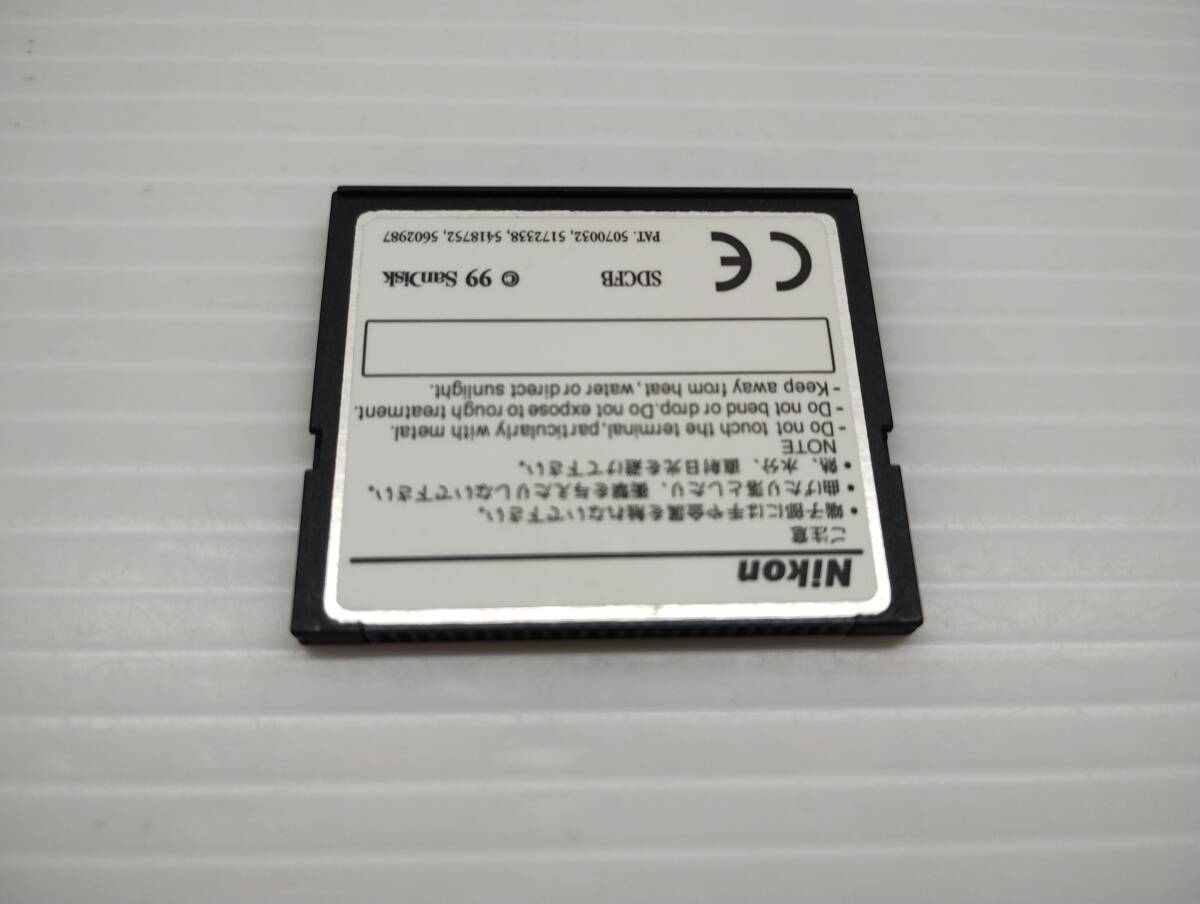 Nikon
ご注意
• 端子部には手や金属を触れないで下さい。
• 曲げたり落としたり、衝撃を与えたりしないで下さい。
• 熱、水分、直射日光を避けて下さい。
NOTE
- Do not touch the terminal, particularly with metal.
- Do not bend or drop. Do not expose to rough treatment.
- Keep away from heat, water or direct sunlight.
CE SDCFB © 99 SanDisk
PAT. 5070032, 5172338, 5418752, 5602987